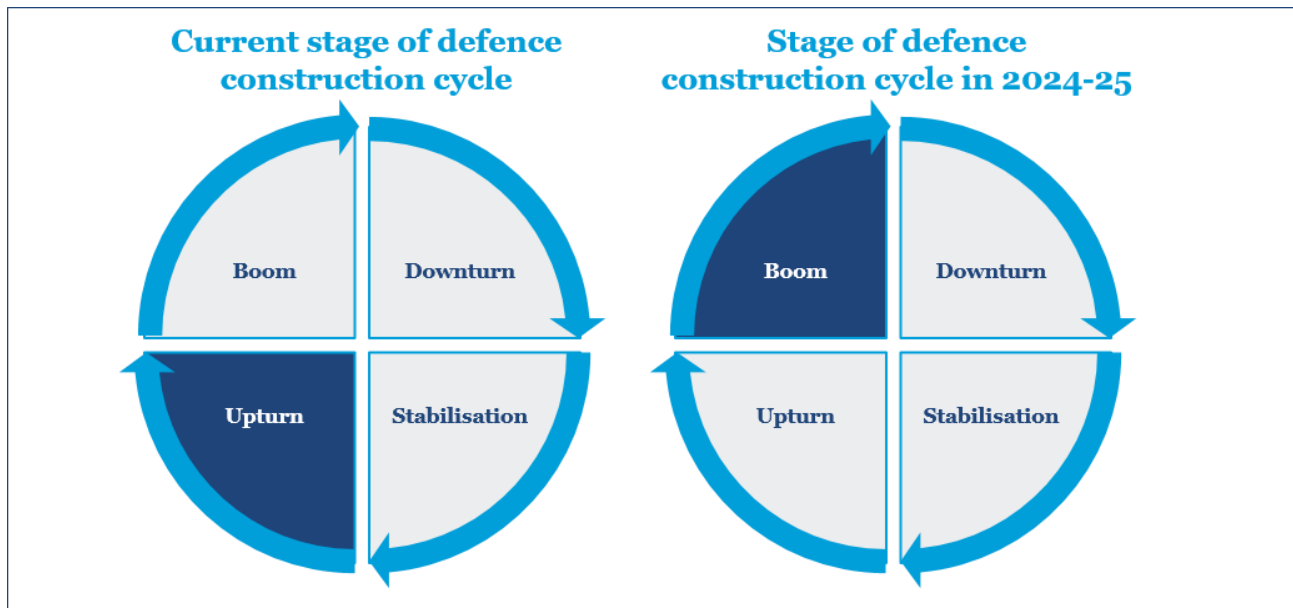 Current stage of defence
construction cycle
Boom
Downturn
Upturn
Stabilisation
Stage of defence
construction cycle in 2024-25
Boom
Downturn
Upturn
Stabilisation